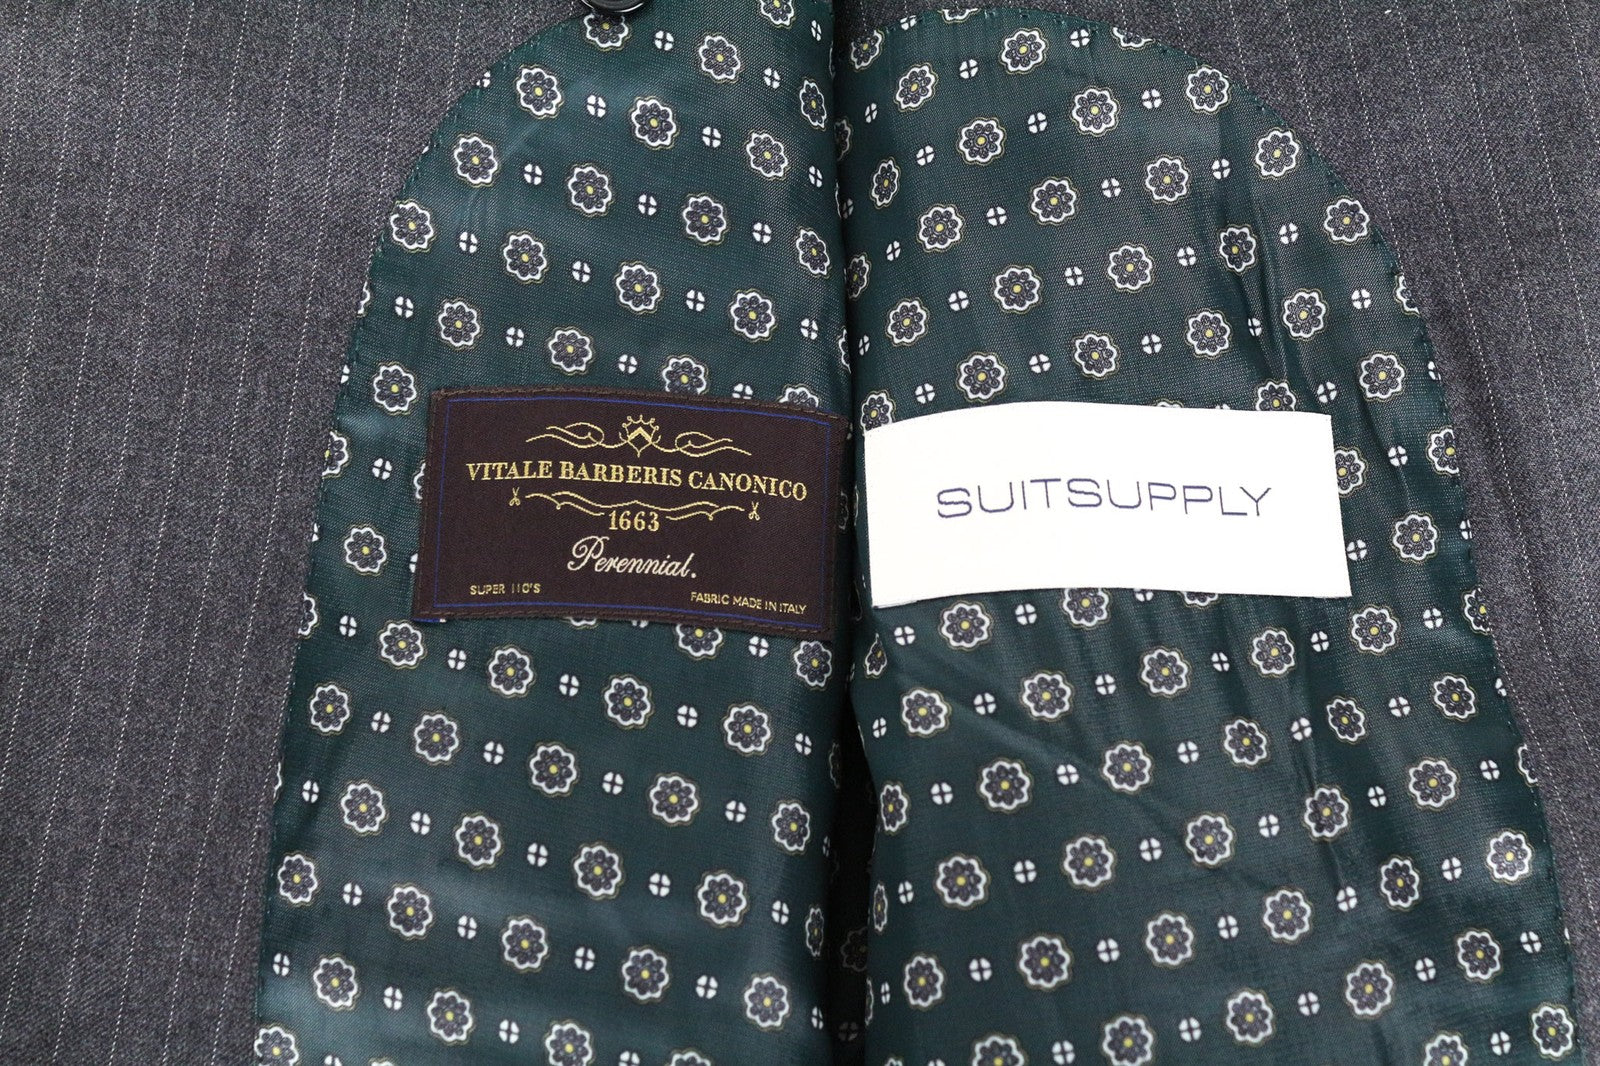 VITALE BARBERIS CANONICO
1663
Perennial.
SUPER 110'S
FABRIC MADE IN ITALY
SUITSUPPLY